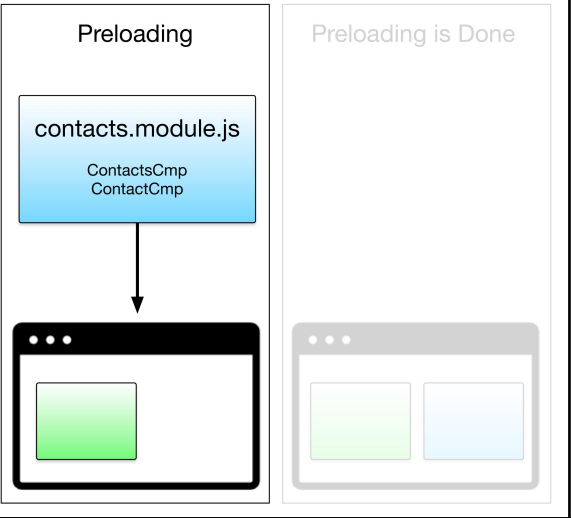 Preloading
contacts.module.js
ContactsCmp
ContactCmp
Preloading is Done